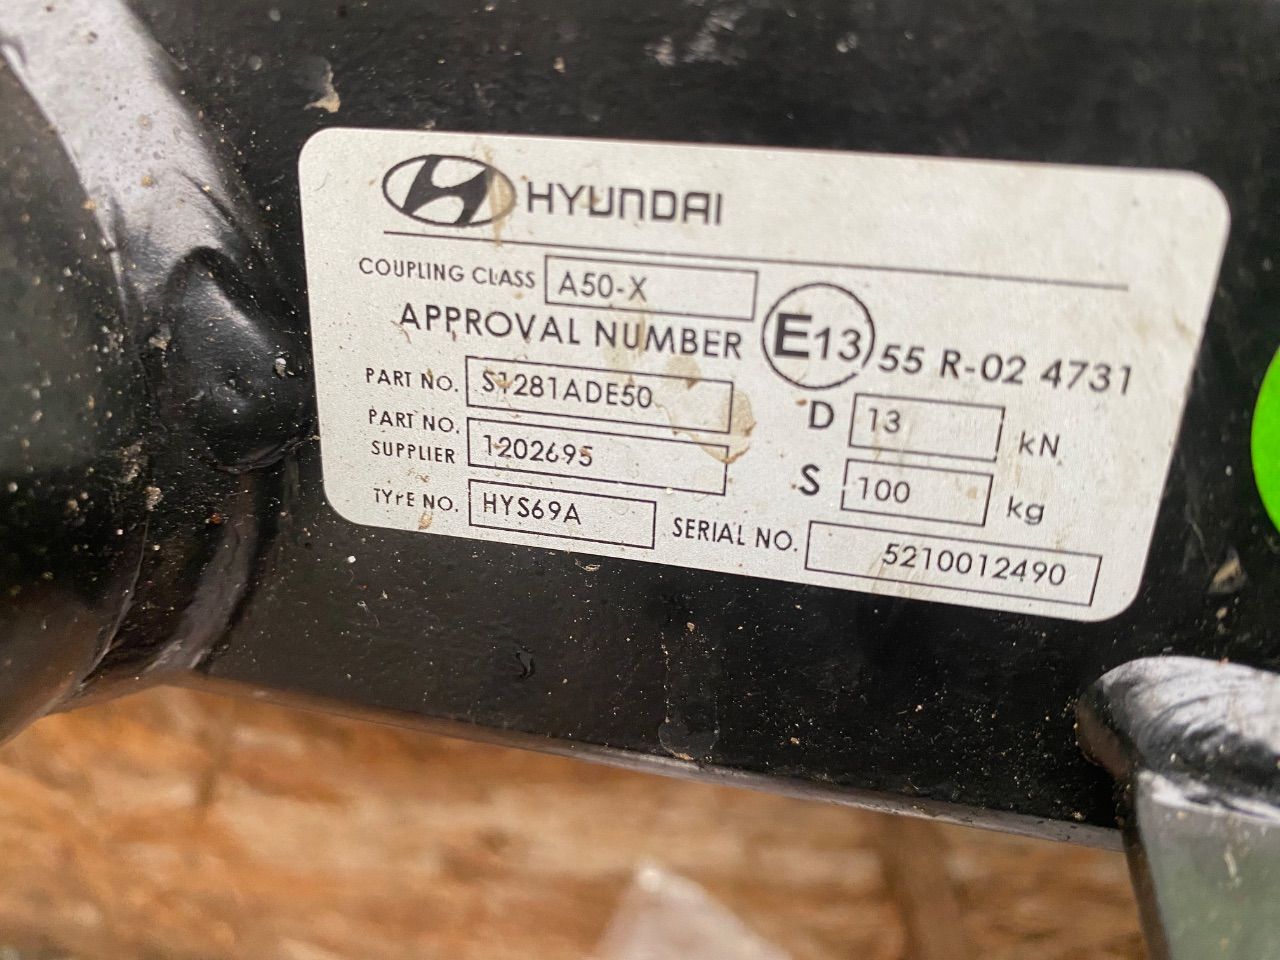 HYUNDAI
COUPLING CLASS A50-X
APPROVAL NUMBER E13 55 R-02 4731
PART NO. S1281ADE50
D 13 kN
PART NO. SUPPLIER 1202695
S 100 kg
TYPE NO. HYS69A
SERIAL NO. 5210012490